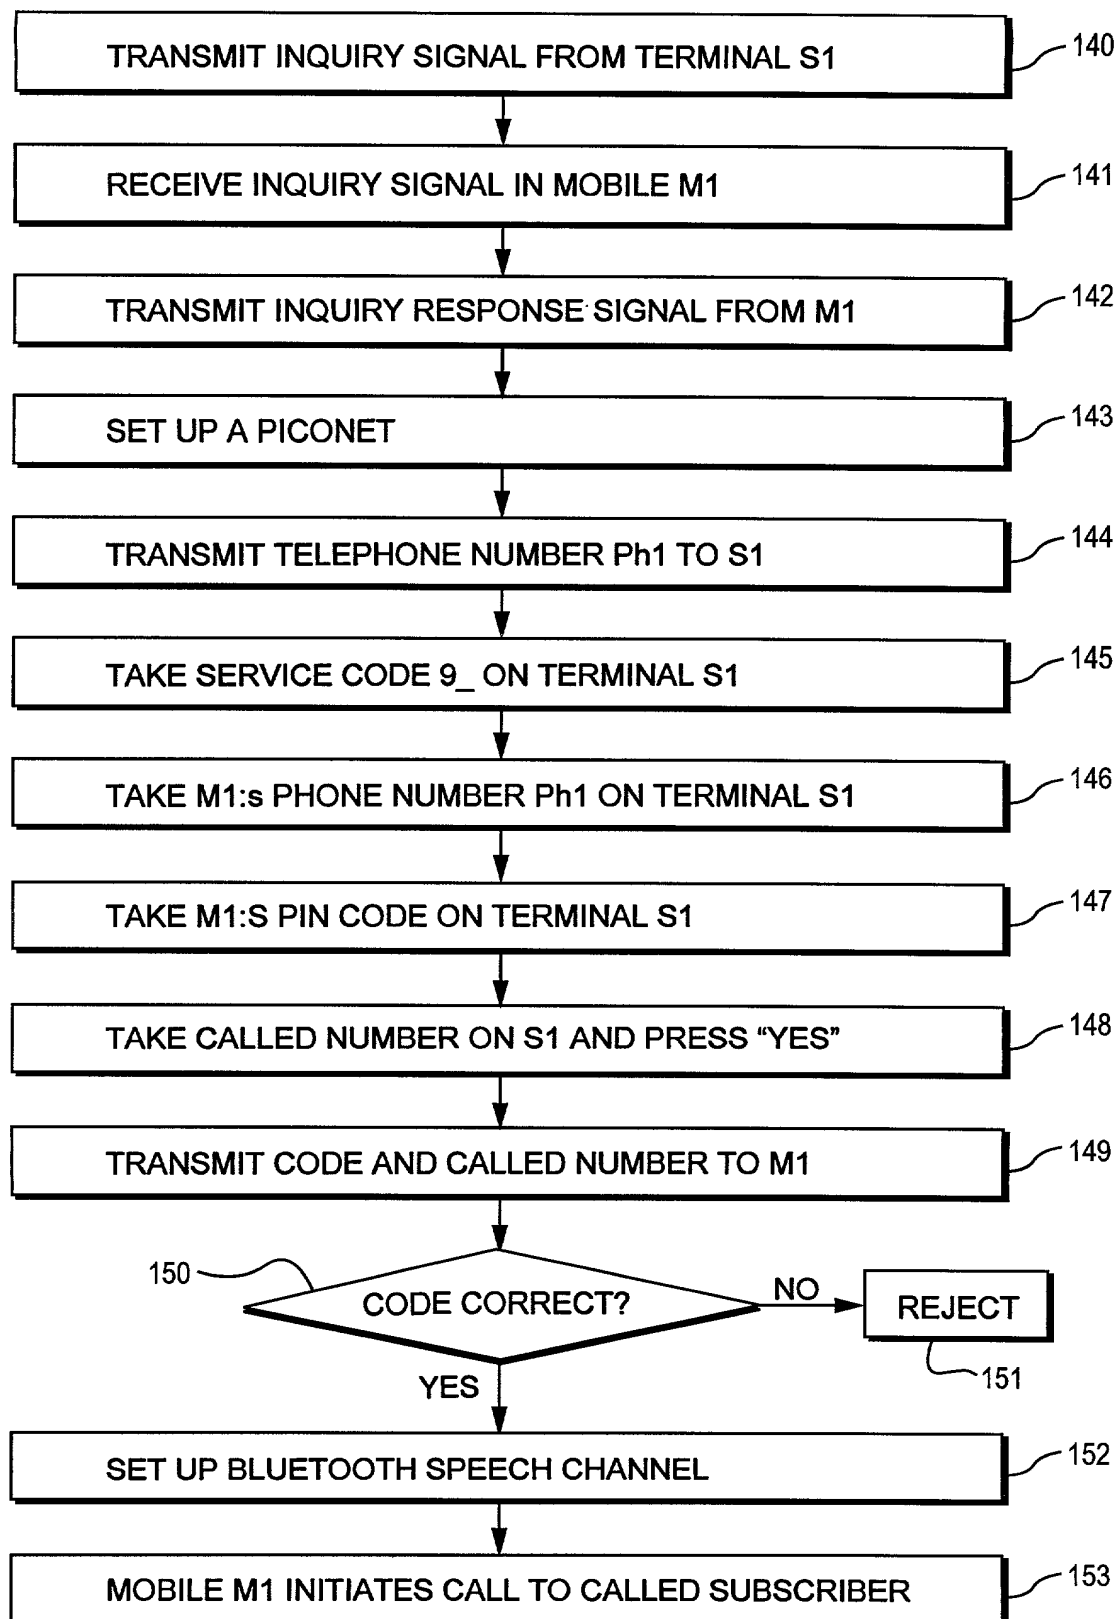 TRANSMIT INQUIRY SIGNAL FROM TERMINAL S1
140
RECEIVE INQUIRY SIGNAL IN MOBILE M1
141
TRANSMIT INQUIRY RESPONSE SIGNAL FROM M1
142
SET UP A PICONET
143
TRANSMIT TELEPHONE NUMBER Ph1 TO S1
144
TAKE SERVICE CODE 9_ ON TERMINAL S1
145
TAKE M1:s PHONE NUMBER Ph1 ON TERMINAL S1
146
TAKE M1:S PIN CODE ON TERMINAL S1
147
TAKE CALLED NUMBER ON S1 AND PRESS “YES”
148
TRANSMIT CODE AND CALLED NUMBER TO M1
149
150
CODE CORRECT?
NO
REJECT
151
YES
SET UP BLUETOOTH SPEECH CHANNEL
152
MOBILE M1 INITIATES CALL TO CALLED SUBSCRIBER
153